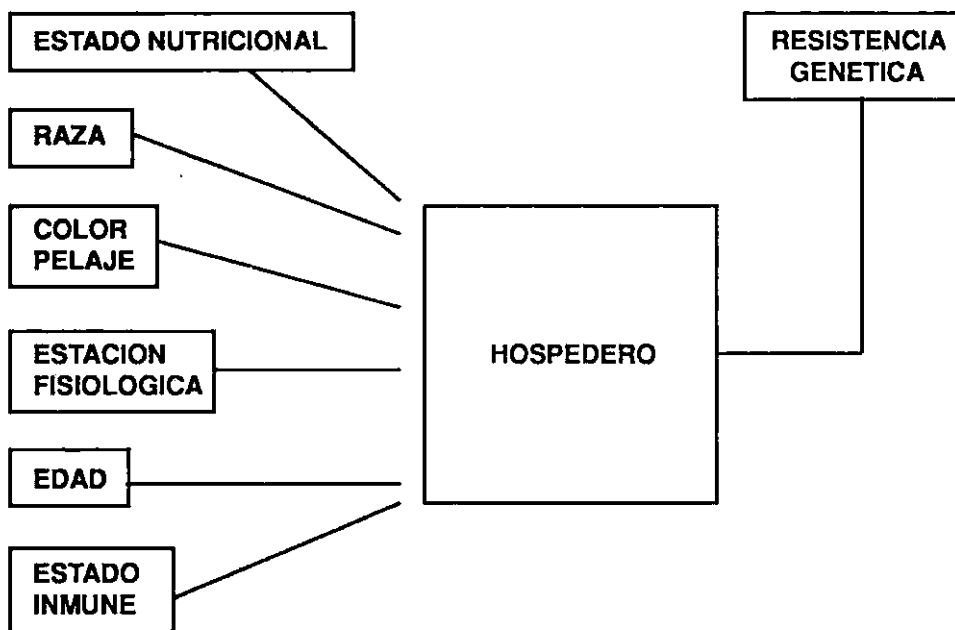 ESTADO NUTRICIONAL
RAZA
COLOR
PELAJE
ESTACION
FISIOLOGICA
EDAD
ESTADO
INMUNE
HOSPEDERO
RESISTENCIA
GENETICA